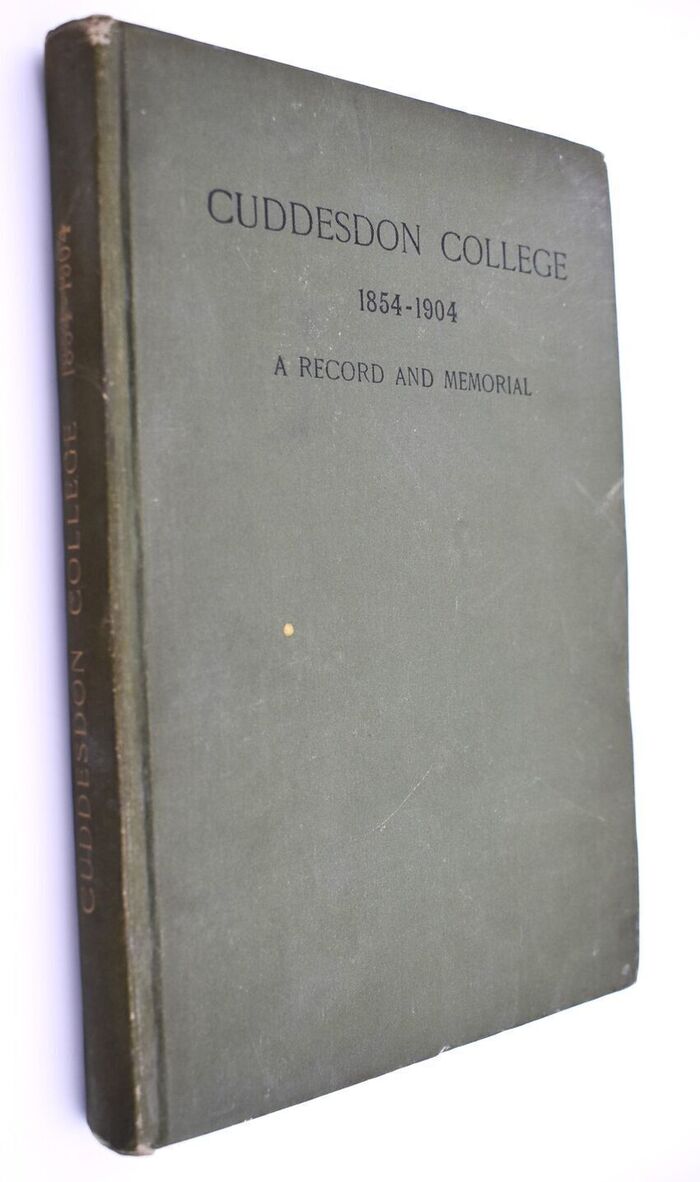 CUDDESDON COLLEGE
1854-1904
A RECORD AND MEMORIAL
CUDDESDON COLLEGE 1854-1904